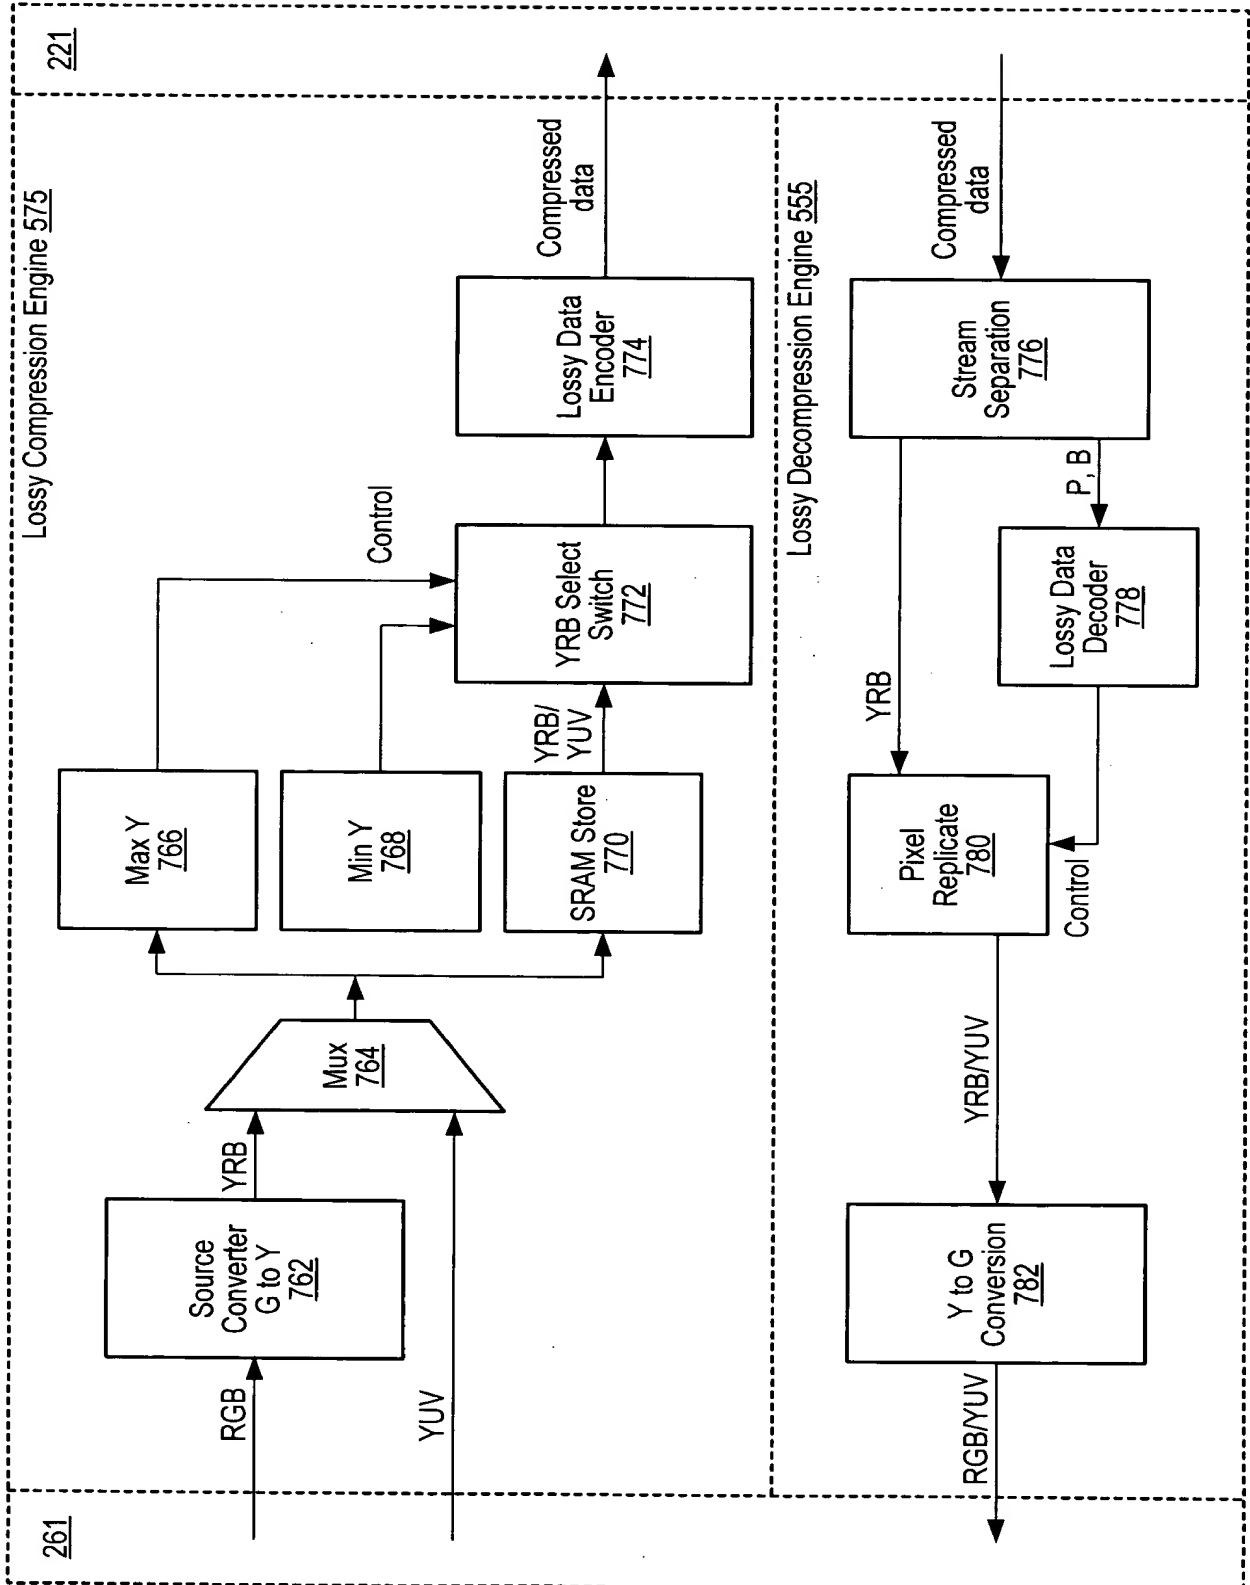 261
221
Lossy Compression Engine 575
RGB
Source
Converter
G to Y
762
YRB
YUV
Mux
764
Max Y
766
Min Y
768
SRAM Store
770
YRB/
YUV
Control
YRB Select
Switch
772
Lossy Data
Encoder
774
Compressed
data
Lossy Decompression Engine 555
RGB/YUV
Y to G
Conversion
782
YRB/YUV
Pixel
Replicate
780
Control
YRB
Lossy Data
Decoder
778
P, B
Stream
Separation
776
Compressed
data